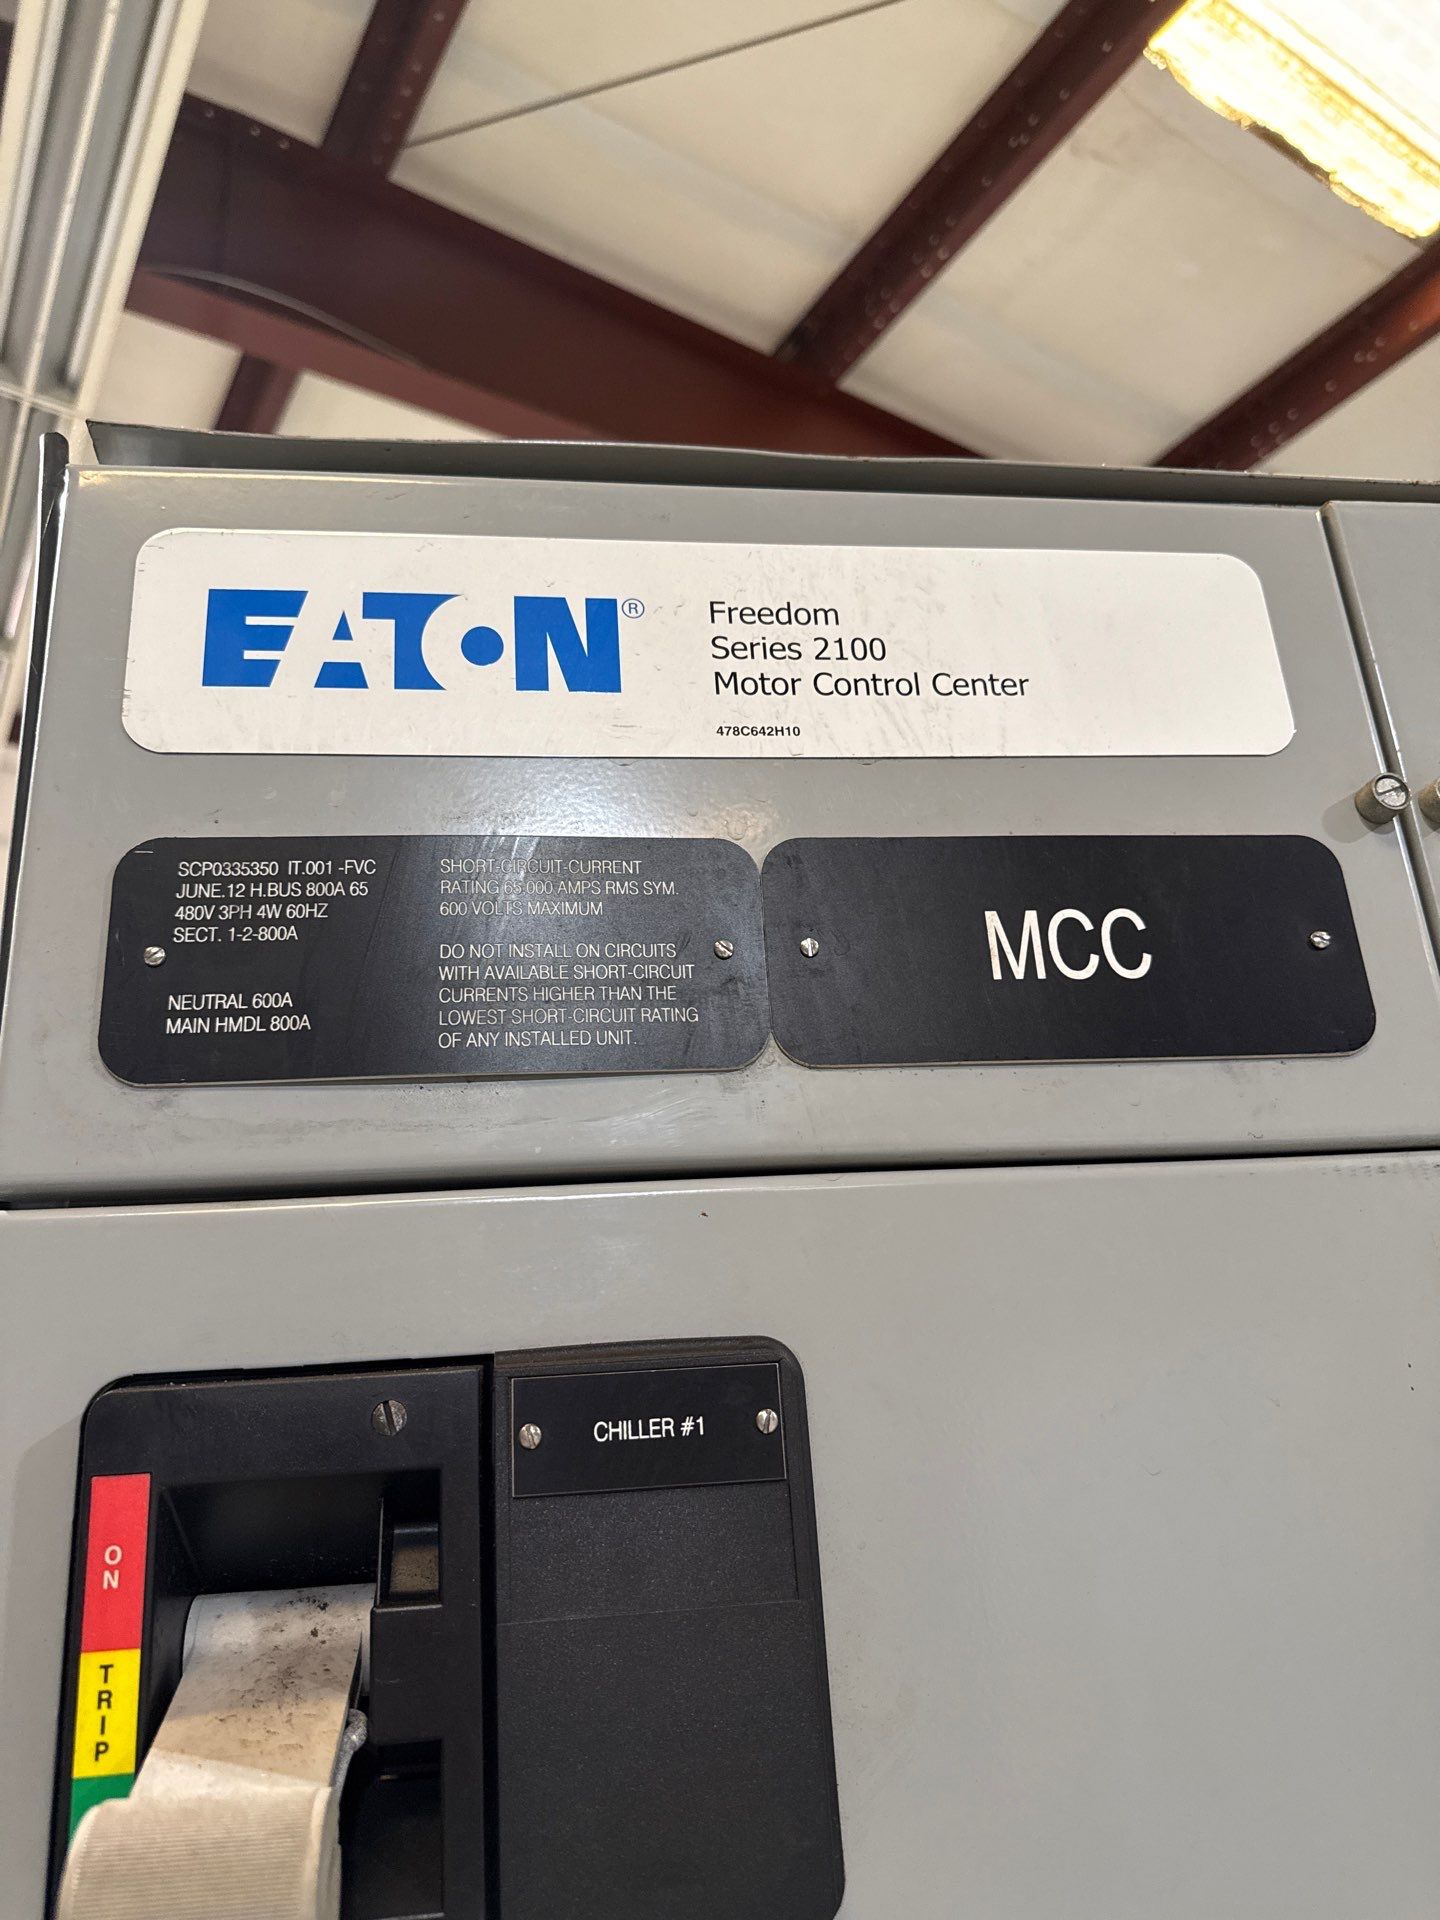 EATON®
Freedom
Series 2100
Motor Control Center
478C642H10
SCP0335350 IT.001 -FVC
JUNE.12 H.BUS 800A 65
480V 3PH 4W 60HZ
SECT. 1-2-800A
NEUTRAL 600A
MAIN HMDL 800A
SHORT-CIRCUIT-CURRENT
RATING 65,000 AMPS RMS SYM.
600 VOLTS MAXIMUM
DO NOT INSTALL ON CIRCUITS
WITH AVAILABLE SHORT-CIRCUIT
CURRENTS HIGHER THAN THE
LOWEST SHORT-CIRCUIT RATING
OF ANY INSTALLED UNIT.
MCC
CHILLER #1
ON
TRIP